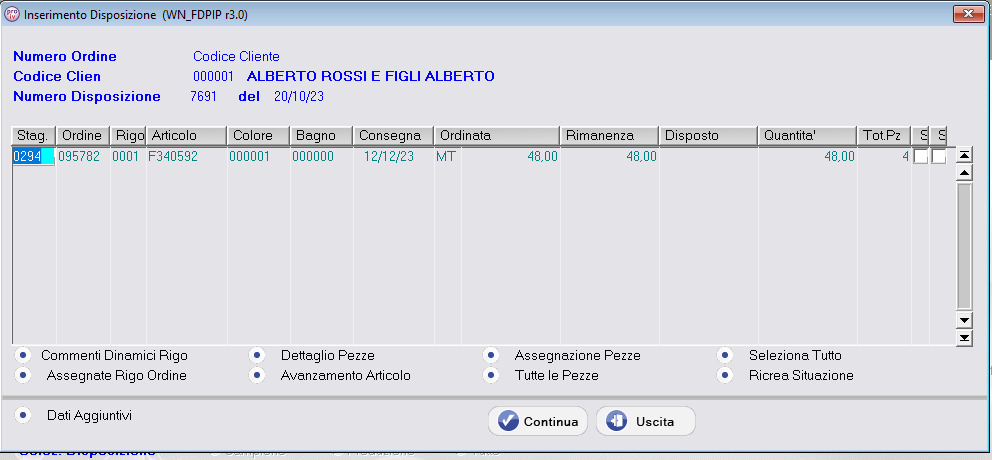 Inserimento Disposizione (WN_FDPIP r3.0)
Numero Ordine Codice Cliente
Codice Clien 000001 ALBERTO ROSSI E FIGLI ALBERTO
Numero Disposizione 7691 del 20/10/23
Stag. Ordine Rigo Articolo Colore Bagno Consegna Ordinata Rimanenza Disposto Quantita' Tot.Pz S S
0294 095782 0001 F340592 000001 000000 12/12/23 MT 48,00 48,00 48,00 4
Commenti Dinamici Rigo Dettaglio Pezze Assegnazione Pezze Seleziona Tutto
Assegnate Rigo Ordine Avanzamento Articolo Tutte le Pezze Ricrea Situazione
Dati Aggiuntivi Continua Uscita